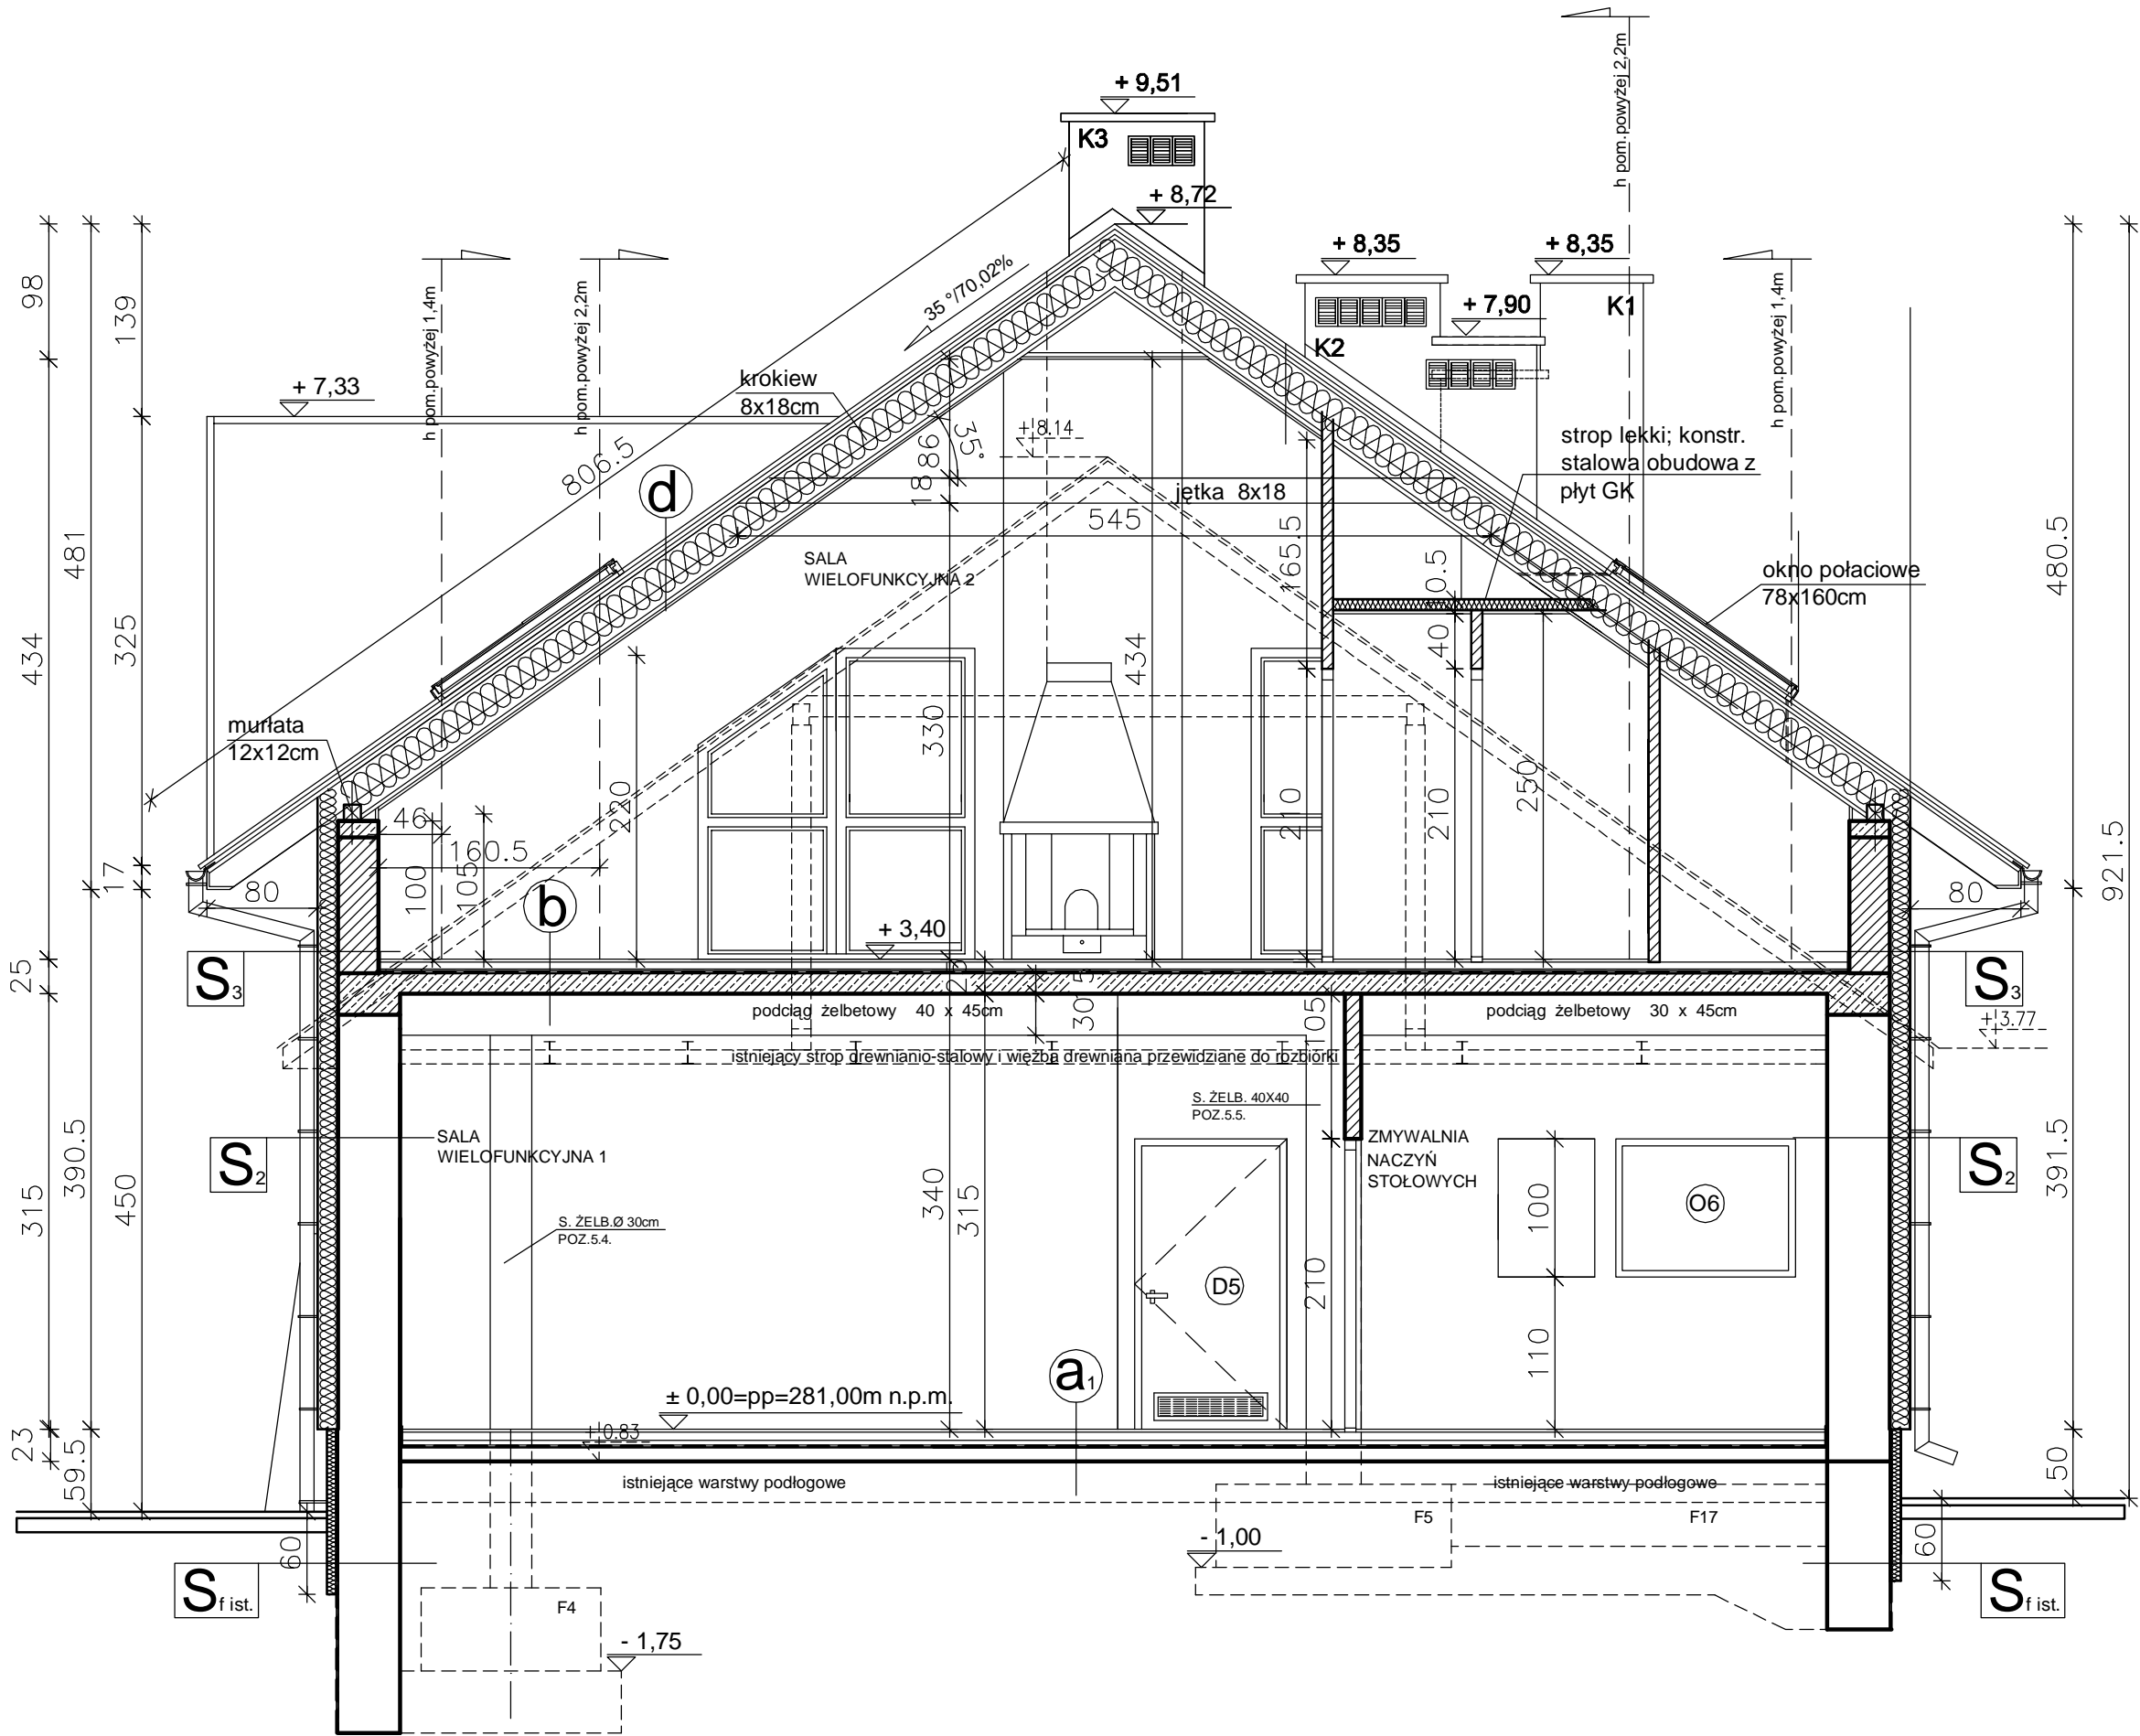 h pom.powyżej 2,2m
+ 9,51
K3
+ 8,72
+ 8,35
+ 8,35
35 °/70,02%
+ 7,90
K1
K2
98
139
h pom.powyżej 1,4m
h pom.powyżej 2,2m
h pom.powyżej 1,4m
+ 7,33
krokiew
8x18cm
806.5
d
35°
+ 8.14
strop lekki; konstr.
stalowa obudowa z
płyt GK
jętka 8x18
545
165.5
481
480.5
SALA
WIELOFUNKCYJNA 2
okno połaciowe
78x160cm
10.5
40
434
325
434
murłata
12x12cm
330
220
210
210
250
46
160.5
100
105
17
80
80
921.5
b
+ 3,40
S3
S3
25
podciąg żelbetowy 40 x 45cm
podciąg żelbetowy 30 x 45cm
30.5
105
+ 3.77
istniejący strop drewniano-stalowy i więźba drewniana przewidziane do rozbiórki
S. ŻELB. 40X40
POZ.5.5.
SALA
WIELOFUNKCYJNA 1
ZMYWALNIA
NACZYŃ
STOŁOWYCH
S2
S2
315
390.5
450
340
315
391.5
100
O6
S. ŻELB.Ø 30cm
POZ.5.4.
210
D5
110
a1
± 0,00=pp=281,00m n.p.m.
+ 0.83
23
59.5
50
istniejące warstwy podłogowe
istniejące warstwy podłogowe
F5
F17
- 1,00
60
60
Sf ist.
Sf ist.
F4
- 1,75